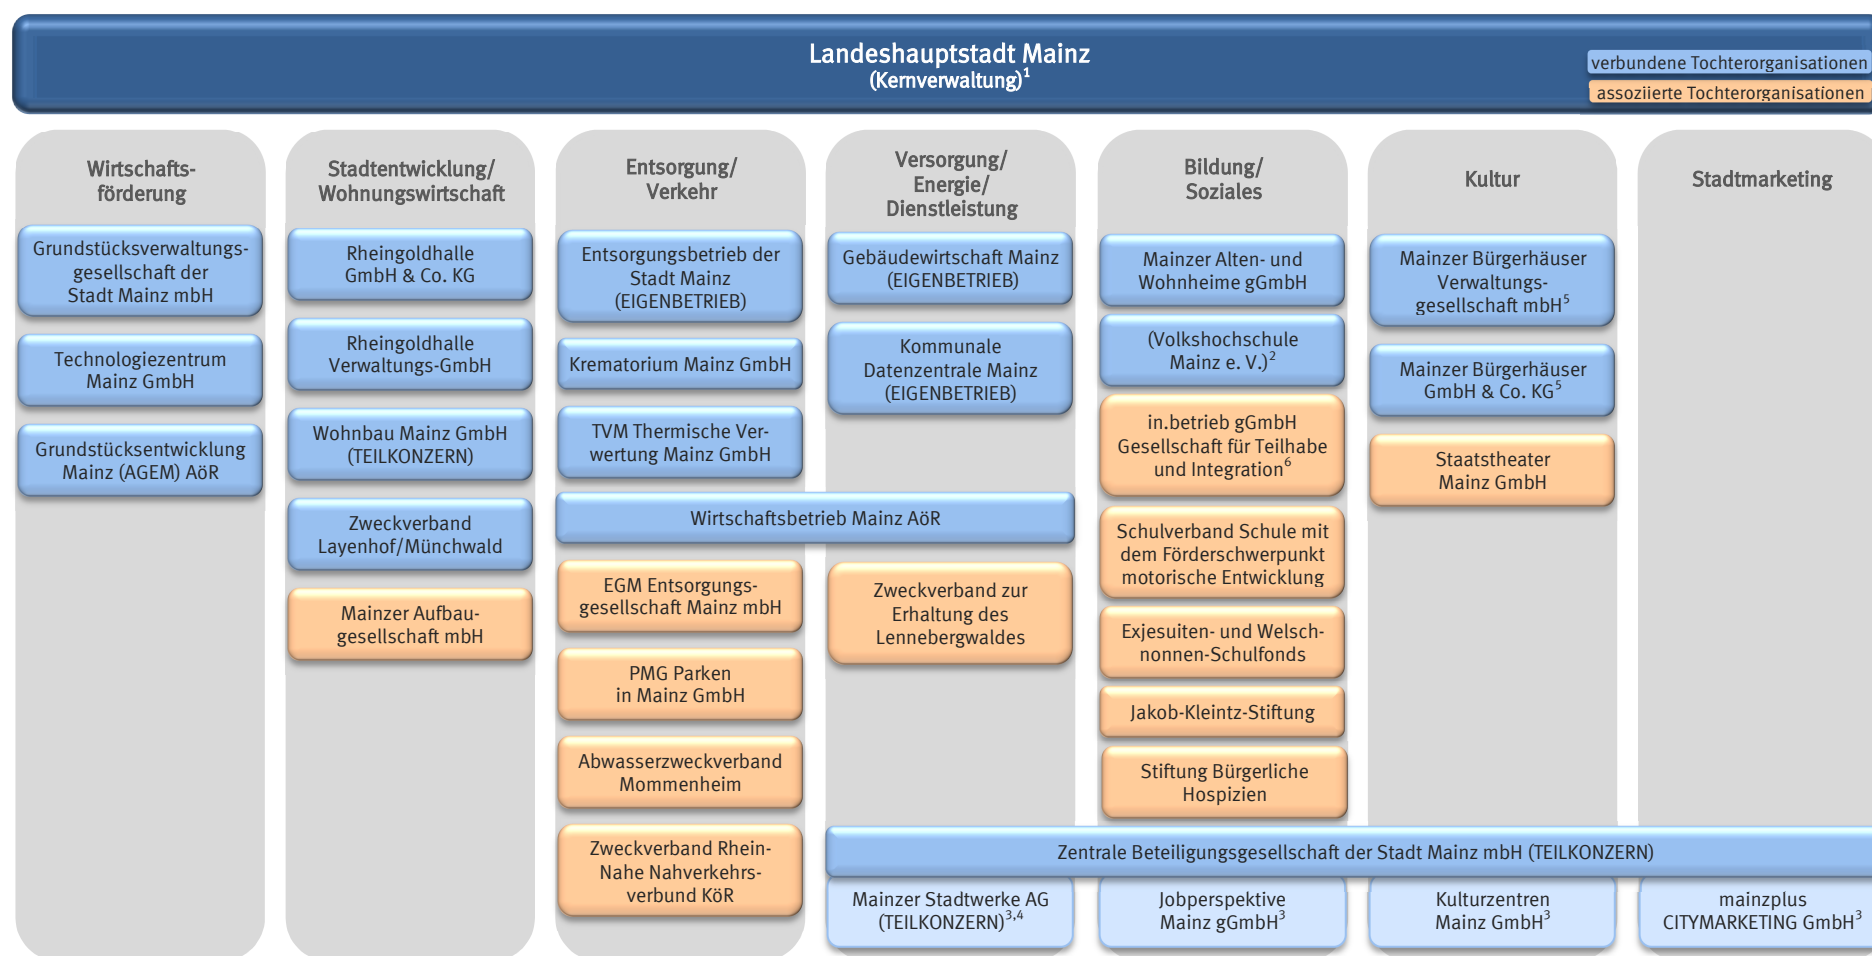 Landeshauptstadt Mainz
(Kernverwaltung)¹
verbundene Tochterorganisationen
assoziierte Tochterorganisationen
Wirtschafts-
förderung
Grundstücksverwaltungs-
gesellschaft der
Stadt Mainz mbH
Technologiezentrum
Mainz GmbH
Grundstücksentwicklung
Mainz (AGEM) AöR
Stadtentwicklung/
Wohnungswirtschaft
Rheingoldhalle
GmbH & Co. KG
Rheingoldhalle
Verwaltungs-GmbH
Wohnbau Mainz GmbH
(TEILKONZERN)
Zweckverband
Layenhof/Münchwald
Mainzer Aufbau-
gesellschaft mbH
Entsorgung/
Verkehr
Entsorgungsbetrieb der
Stadt Mainz
(EIGENBETRIEB)
Krematorium Mainz GmbH
TVM Thermische Ver-
wertung Mainz GmbH
Wirtschaftsbetrieb Mainz AöR
EGM Entsorgungs-
gesellschaft Mainz mbH
PMG Parken
in Mainz GmbH
Abwasserzweckverband
Mommenheim
Zweckverband Rhein-
Nahe Nahverkehrs-
verbund KöR
Versorgung/
Energie/
Dienstleistung
Gebäudewirtschaft Mainz
(EIGENBETRIEB)
Kommunale
Datenzentrale Mainz
(EIGENBETRIEB)
Zweckverband zur
Erhaltung des
Lennebergwaldes
Bildung/
Soziales
Mainzer Alten- und
Wohnheime gGmbH
(Volkshochschule
Mainz e. V.)²
in.betrieb gGmbH
Gesellschaft für Teilhabe
und Integration⁶
Schulverband Schule mit
dem Förderschwerpunkt
motorische Entwicklung
Exjesuiten- und Welsch-
nonnen-Schulfonds
Jakob-Kleintz-Stiftung
Stiftung Bürgerliche
Hospizien
Kultur
Mainzer Bürgerhäuser
Verwaltungs-
gesellschaft mbH⁵
Mainzer Bürgerhäuser
GmbH & Co. KG⁵
Staatstheater
Mainz GmbH
Stadtmarketing
Zentrale Beteiligungsgesellschaft der Stadt Mainz mbH (TEILKONZERN)
Mainzer Stadtwerke AG
(TEILKONZERN)³,⁴
Jobperspektive
Mainz gGmbH³
Kulturzentren
Mainz GmbH³
mainzplus
CITYMARKETING GmbH³